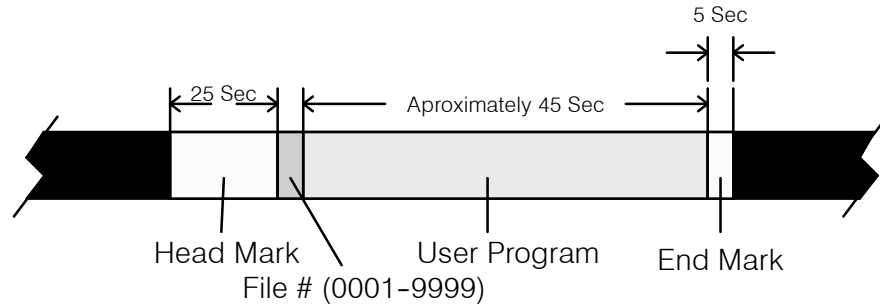 5 Sec
25 Sec
Aproximately 45 Sec
Head Mark
User Program
End Mark
File # (0001-9999)